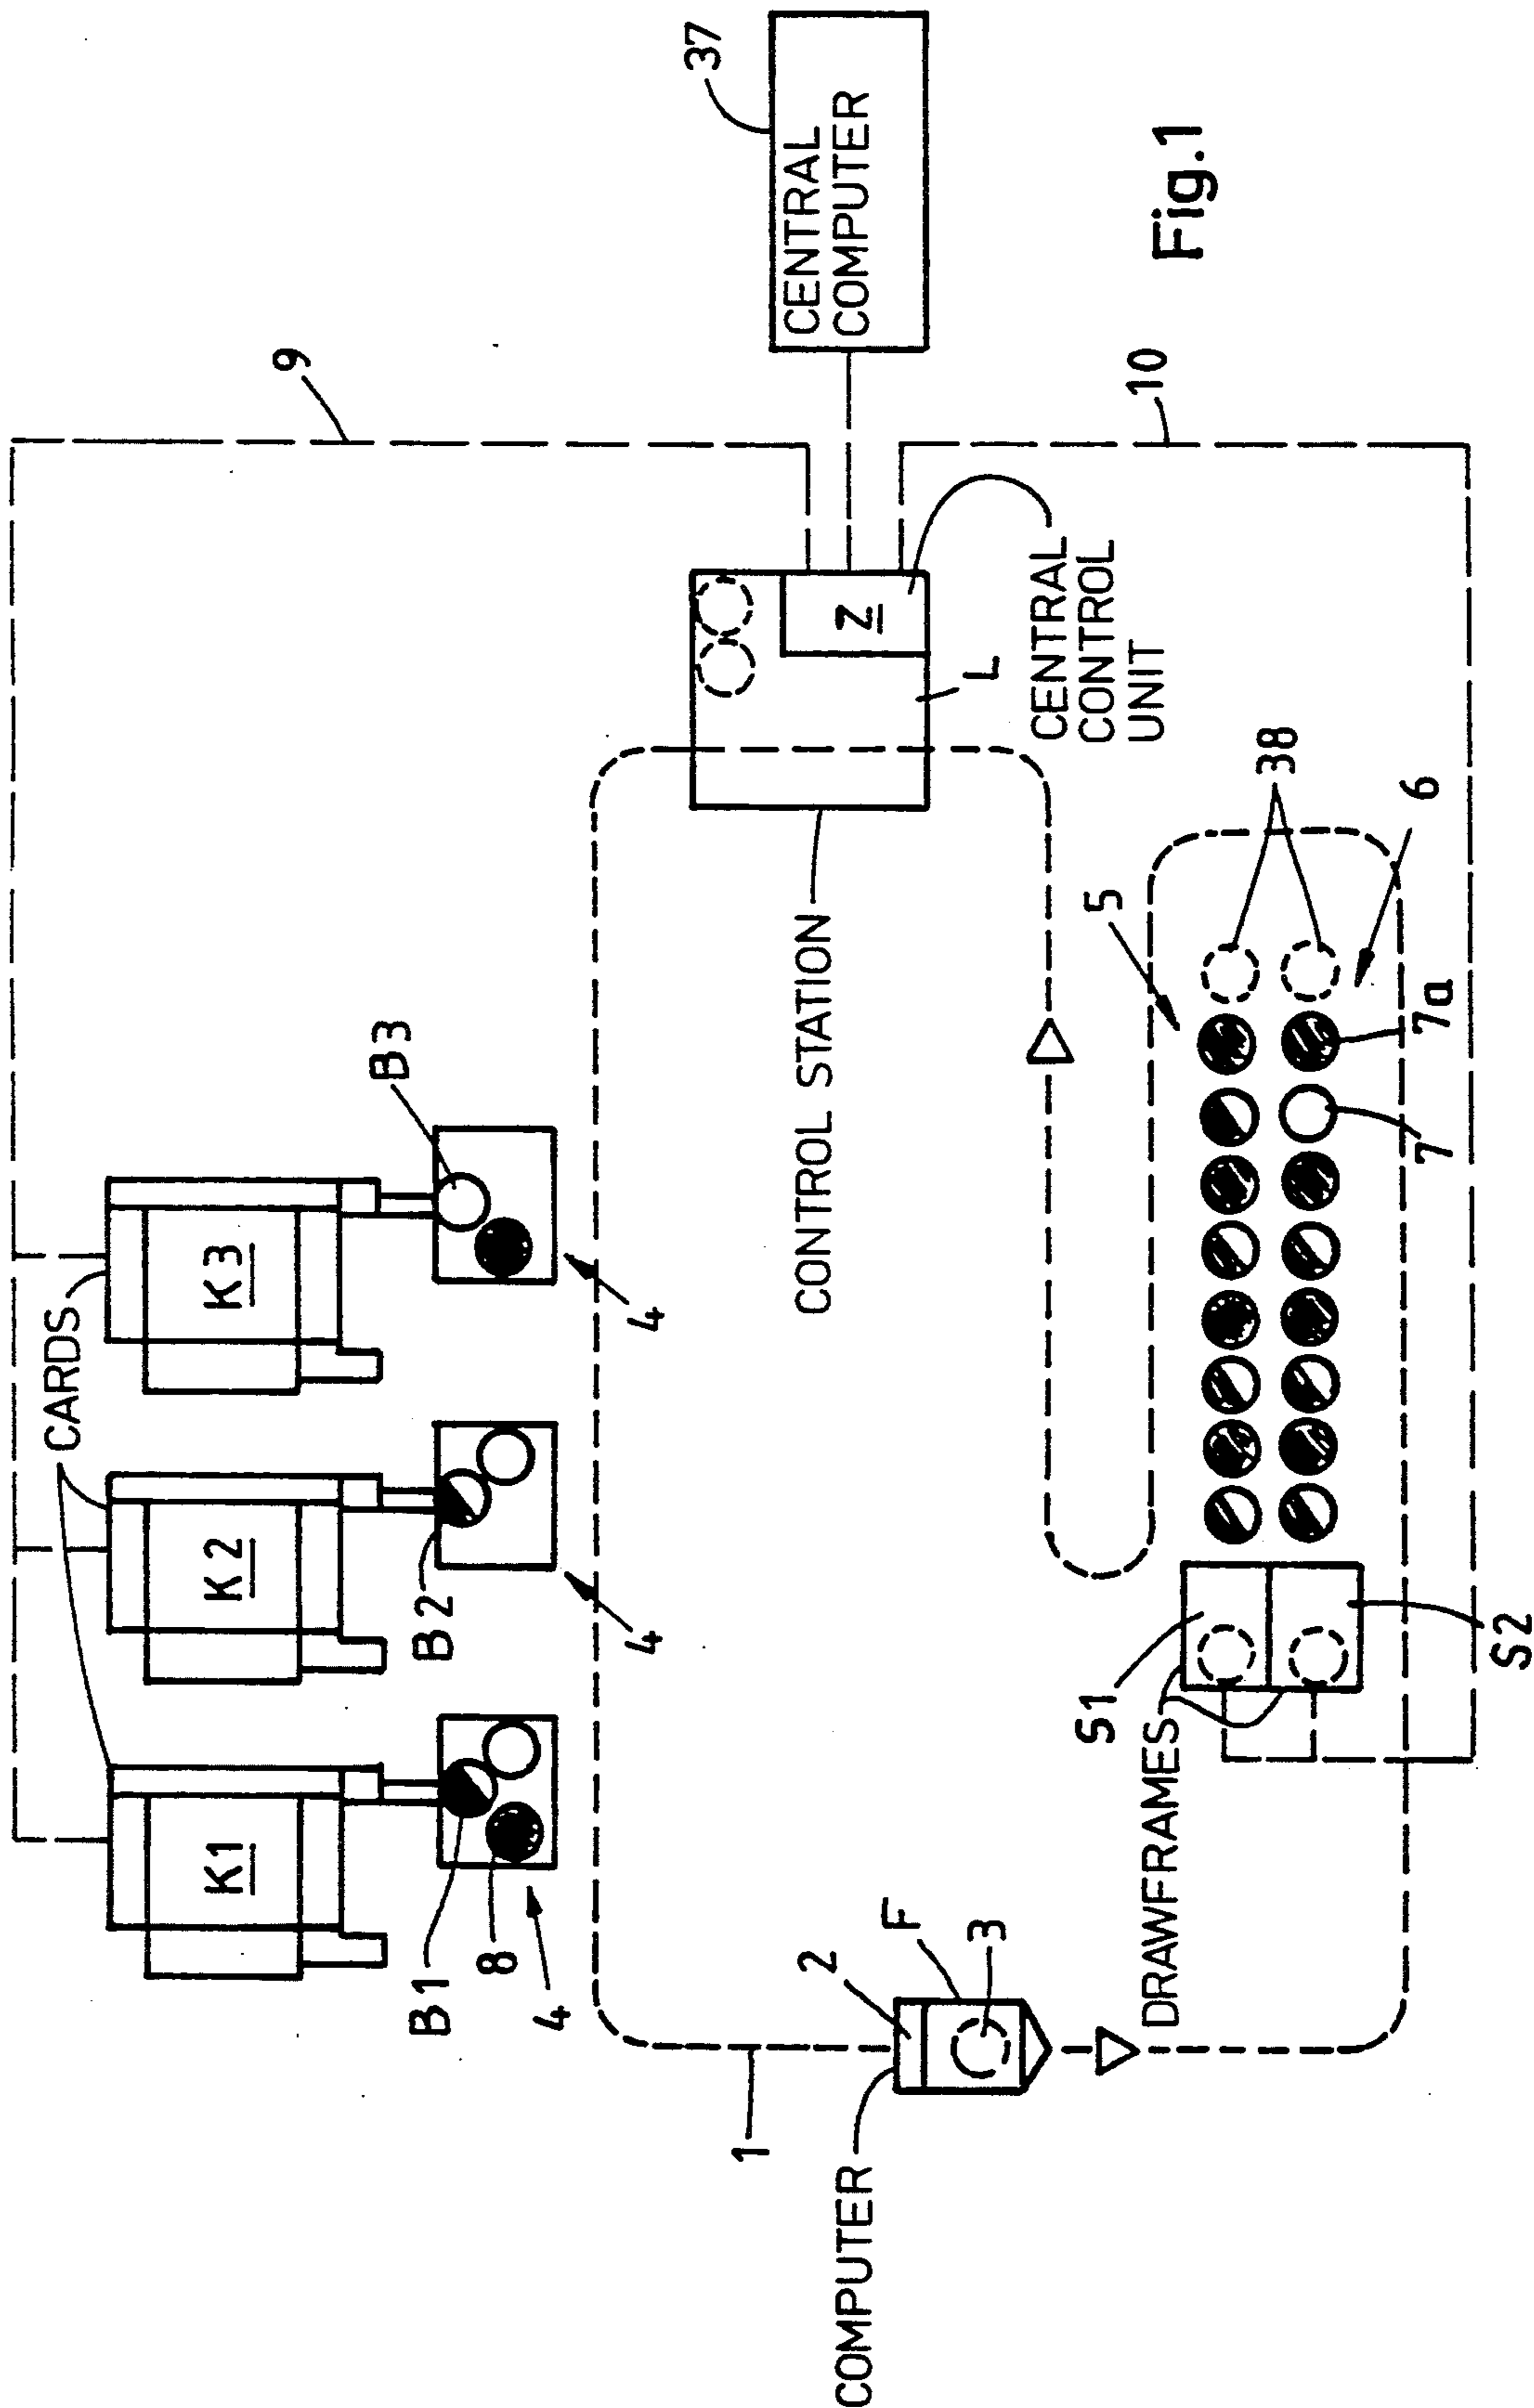 CARDS
K1
K2
K3
9
37
CENTRAL
COMPUTER
B1
8
4
B2
4
B3
4
Z
L
CENTRAL
CONTROL
UNIT
CONTROL STATION
1
COMPUTER
2
F
3
10
DRAWFRAMES
S1
S2
5
38
6
7
7a
Fig.1